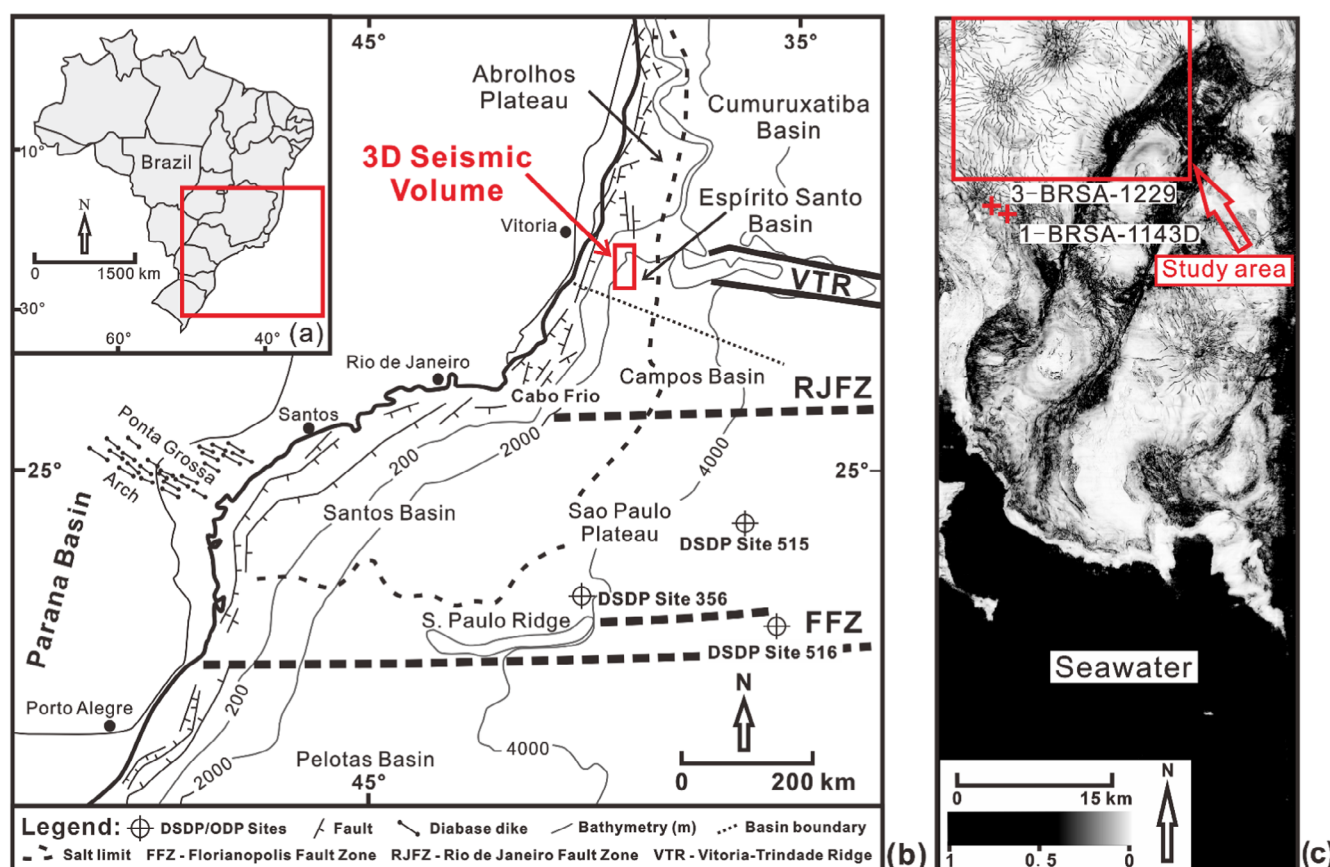 45°
35°
Abrolhos
Plateau
Cumuruxatiba
Basin
3D Seismic
Volume
Espírito Santo
Basin
Vitoria
VTR
10°
Brazil
N
0 1500 km
30°
60° 40°
(a)
Rio de Janeiro
Cabo Frio
Campos Basin
RJFZ
Santos
Ponta Grossa
Arch
200
2000
4000
25°
25°
Parana Basin
Santos Basin
Sao Paulo
Plateau
DSDP Site 515
DSDP Site 356
S. Paulo Ridge
FFZ
DSDP Site 516
Porto Alegre
200
2000
4000
Pelotas Basin
45°
N
0 200 km
Legend: DSDP/ODP Sites Fault Diabase dike Bathymetry (m) Basin boundary
Salt limit FFZ - Florianopolis Fault Zone RJFZ - Rio de Janeiro Fault Zone VTR - Vitoria-Trindade Ridge
(b)
3-BRSA-1229
1-BRSA-1143D
Study area
Seawater
0 15 km
N
1 0.5 0
(c)